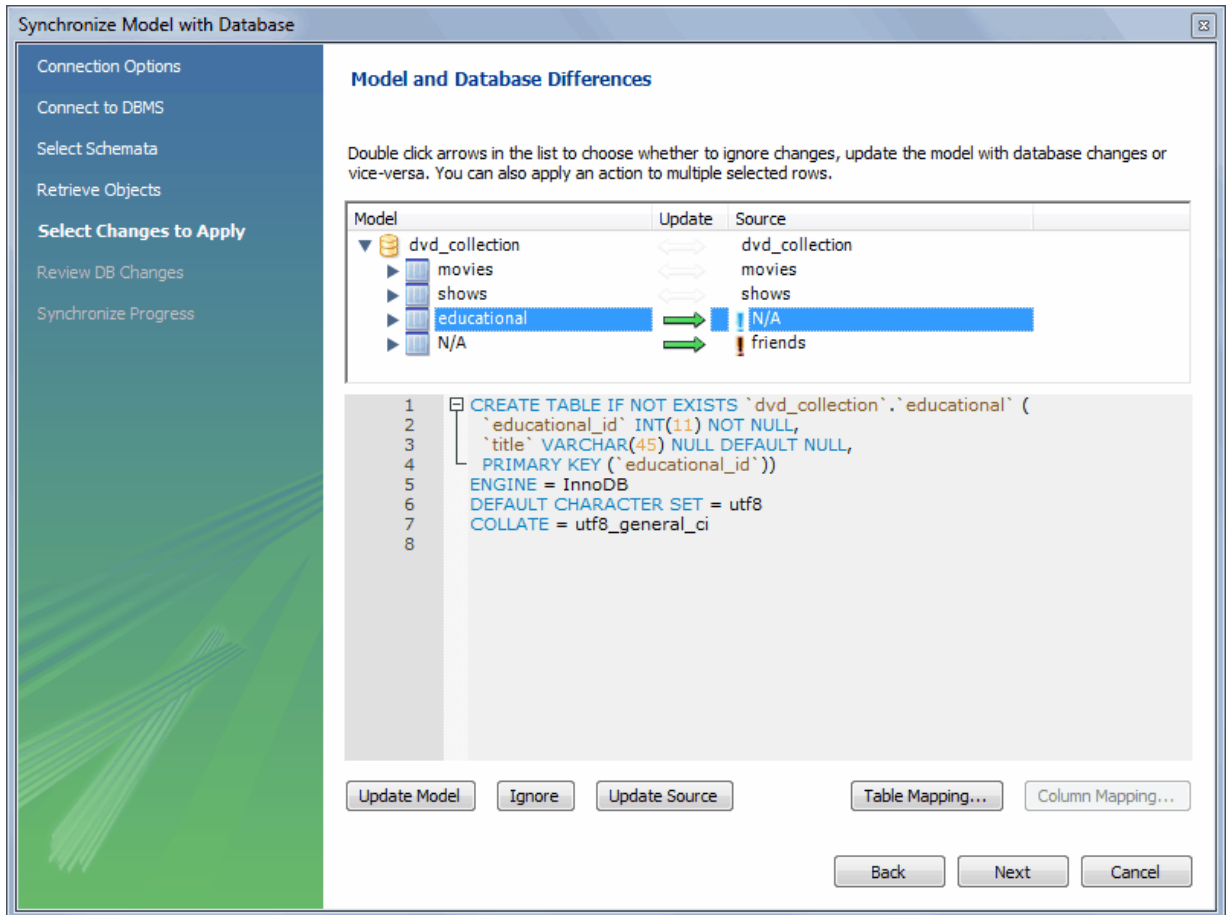 Synchronize Model with Database
Connection Options
Connect to DBMS
Select Schemata
Retrieve Objects
Select Changes to Apply
Review DB Changes
Synchronize Progress
Model and Database Differences
Double click arrows in the list to choose whether to ignore changes, update the model with database changes or
vice-versa. You can also apply an action to multiple selected rows.
Model Update Source
dvd_collection dvd_collection
movies movies
shows shows
educational N/A
N/A friends
1 CREATE TABLE IF NOT EXISTS `dvd_collection`.`educational` (
2 `educational_id` INT(11) NOT NULL,
3 `title` VARCHAR(45) NULL DEFAULT NULL,
4 PRIMARY KEY (`educational_id`))
5 ENGINE = InnoDB
6 DEFAULT CHARACTER SET = utf8
7 COLLATE = utf8_general_ci
8
Update Model Ignore Update Source Table Mapping... Column Mapping...
Back Next Cancel